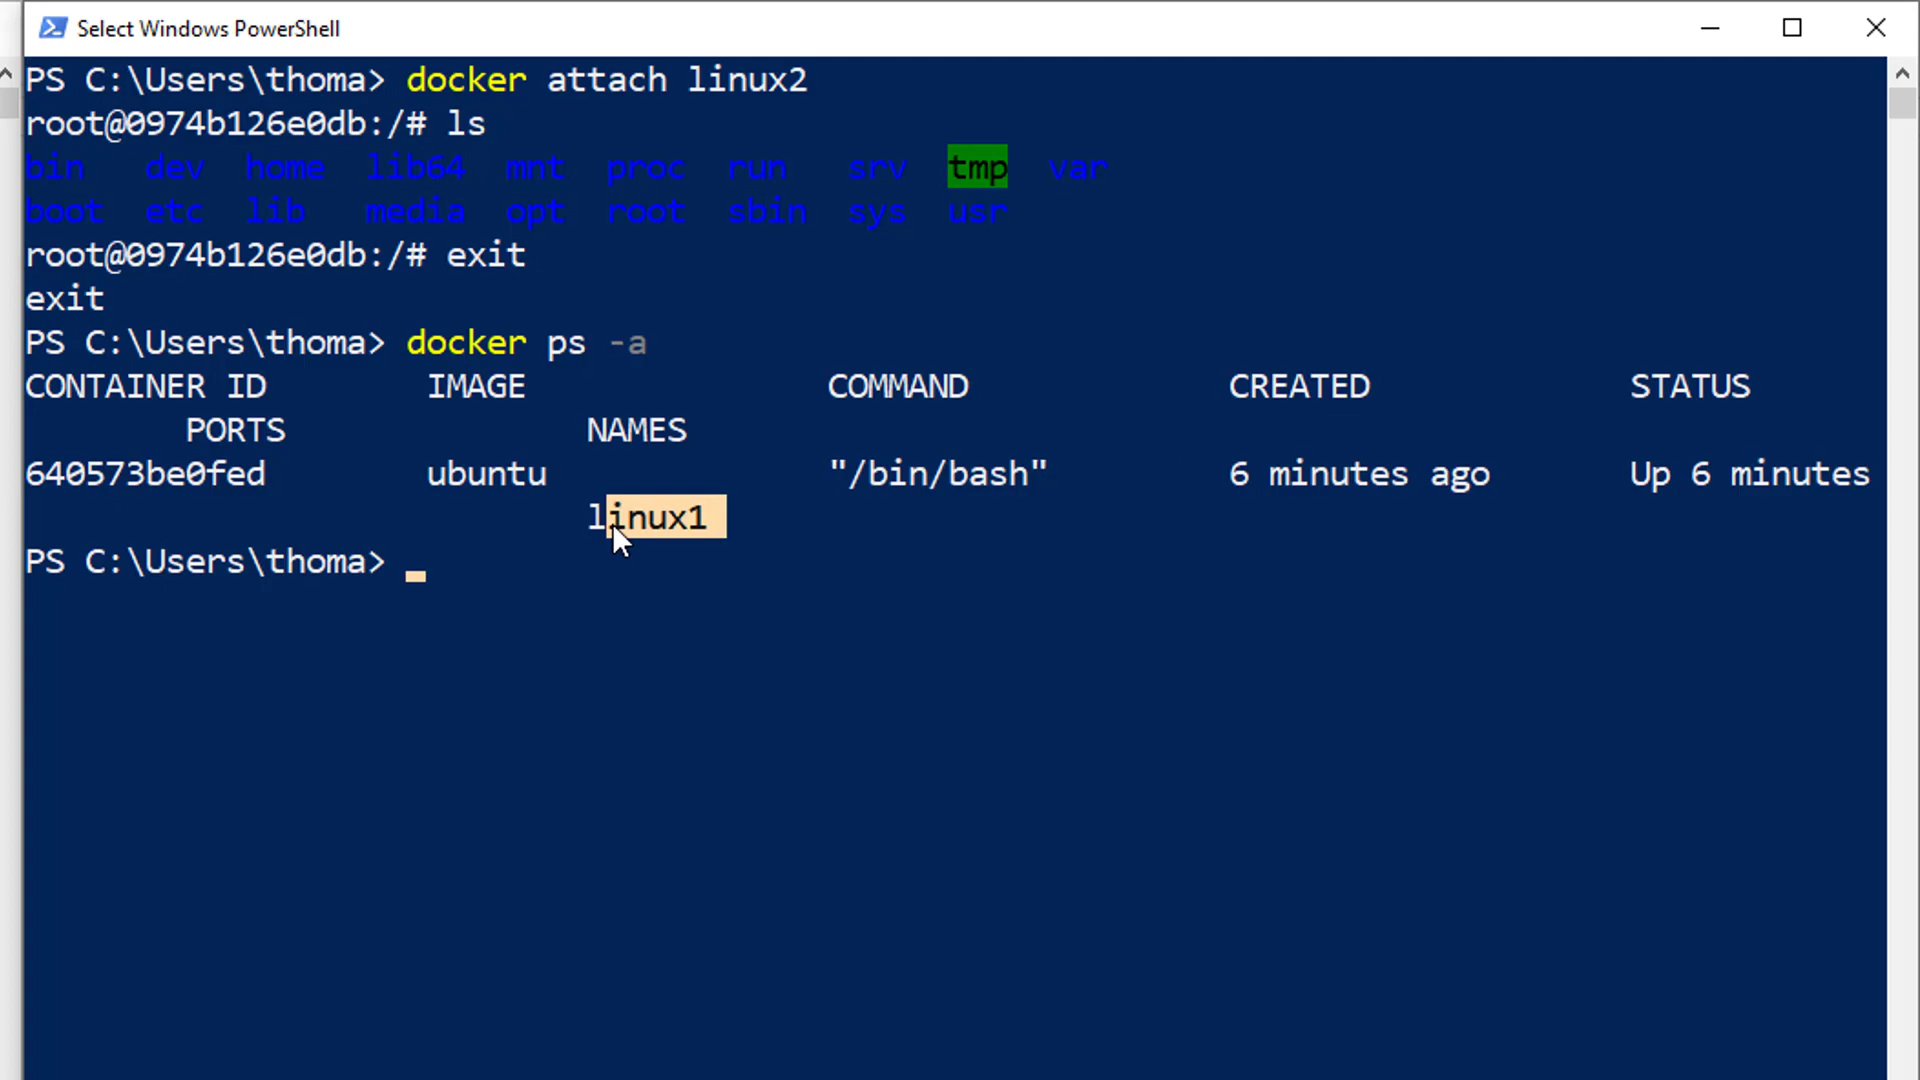 Select Windows PowerShell
PS C:\Users\thoma> docker attach linux2
root@0974b126e0db:/# ls
bin   dev  home  lib64  mnt  proc  run   srv  tmp  var
boot  etc  lib   media  opt  root  sbin  sys  usr
root@0974b126e0db:/# exit
exit
PS C:\Users\thoma> docker ps -a
CONTAINER ID        IMAGE               COMMAND             CREATED             STATUS
        PORTS               NAMES
640573be0fed        ubuntu              "/bin/bash"         6 minutes ago       Up 6 minutes
                            linux1
PS C:\Users\thoma>